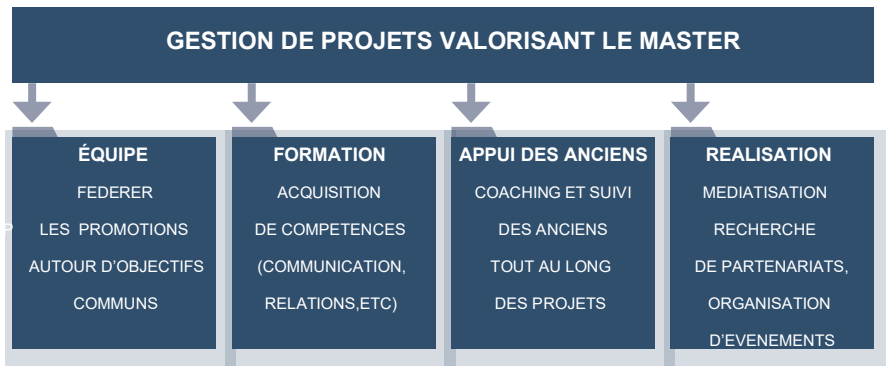 GESTION DE PROJETS VALORISANT LE MASTER
ÉQUIPE
FEDERER
LES PROMOTIONS
AUTOUR D'OBJECTIFS
COMMUNS
FORMATION
ACQUISITION
DE COMPETENCES
(COMMUNICATION,
RELATIONS,ETC)
APPUI DES ANCIENS
COACHING ET SUIVI
DES ANCIENS
TOUT AU LONG
DES PROJETS
REALISATION
MEDIATISATION
RECHERCHE
DE PARTENARIATS,
ORGANISATION
D'EVENEMENTS